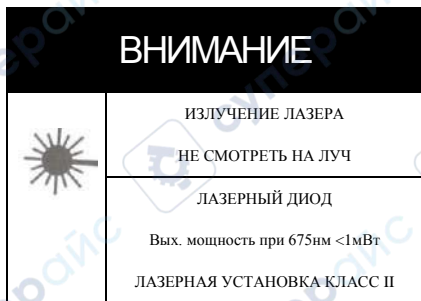 ВНИМАНИЕ
ИЗЛУЧЕНИЕ ЛАЗЕРА
НЕ СМОТРЕТЬ НА ЛУЧ
ЛАЗЕРНЫЙ ДИОД
Вых. мощность при 675нм <1мВт
ЛАЗЕРНАЯ УСТАНОВКА КЛАСС II